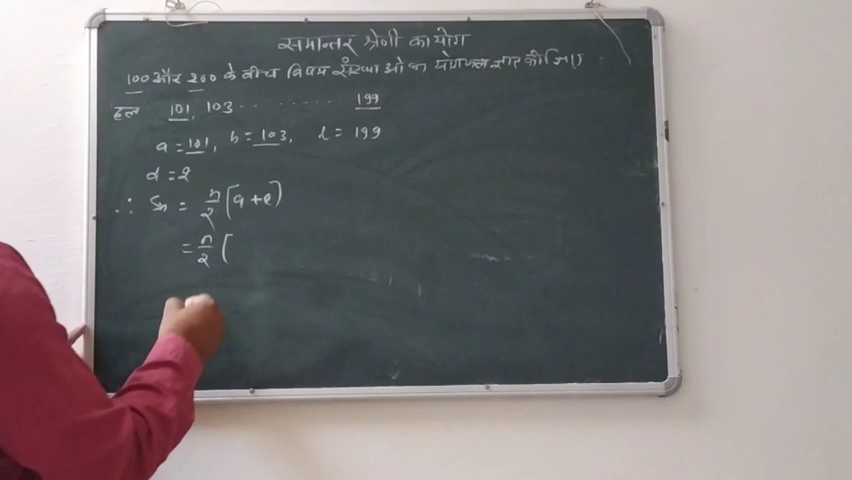 समान्तर श्रेणी का योग
100 और 200 के बीच विषम संख्याओ का योगफल ज्ञात कीजिए
हल 101, 103 .......... 199
a = 101, b = 103, l = 199
d = 2
∴ Sn = n/2 [a + l)
= n/2 [